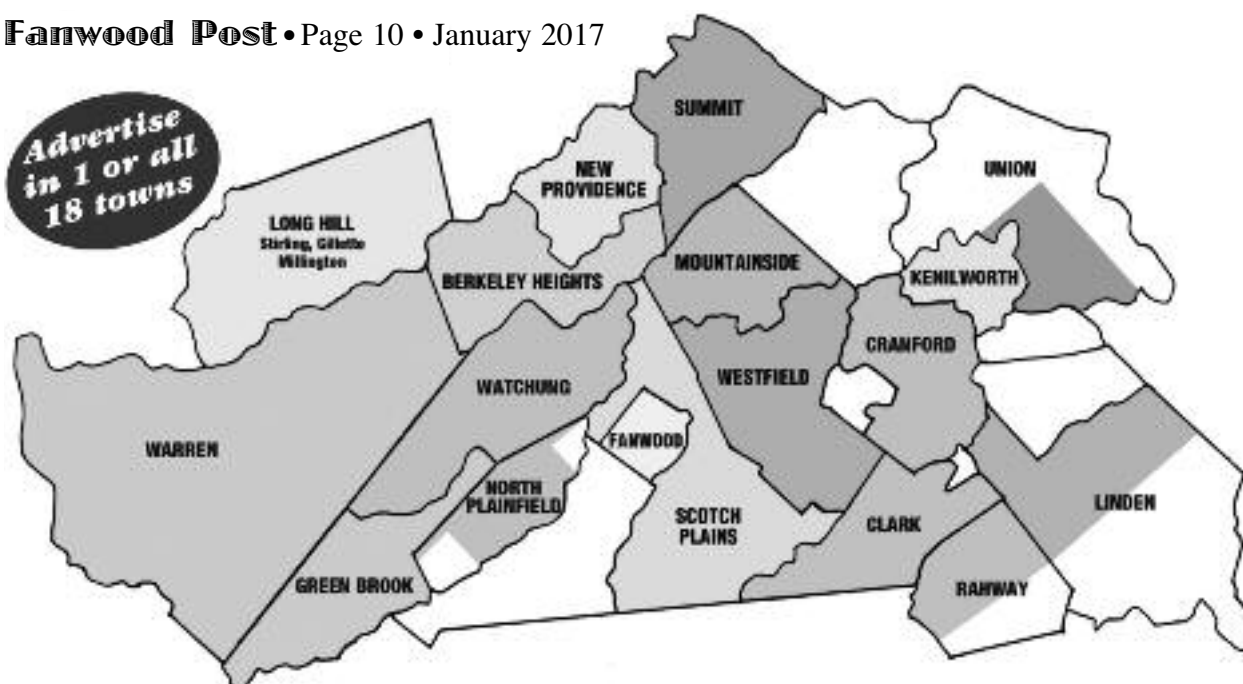 Fanwood Post • Page 10 • January 2017
Advertise
in 1 or all
18 towns
SUMMIT
NEW
PROVIDENCE
UNION
LONG HILL
Stirling, Gillette
Millington
BERKELEY HEIGHTS
MOUNTAINSIDE
KENILWORTH
CRANFORD
WATCHUNG
WESTFIELD
WARREN
FANWOOD
NORTH
PLAINFIELD
SCOTCH
PLAINS
CLARK
LINDEN
GREEN BROOK
RAHWAY